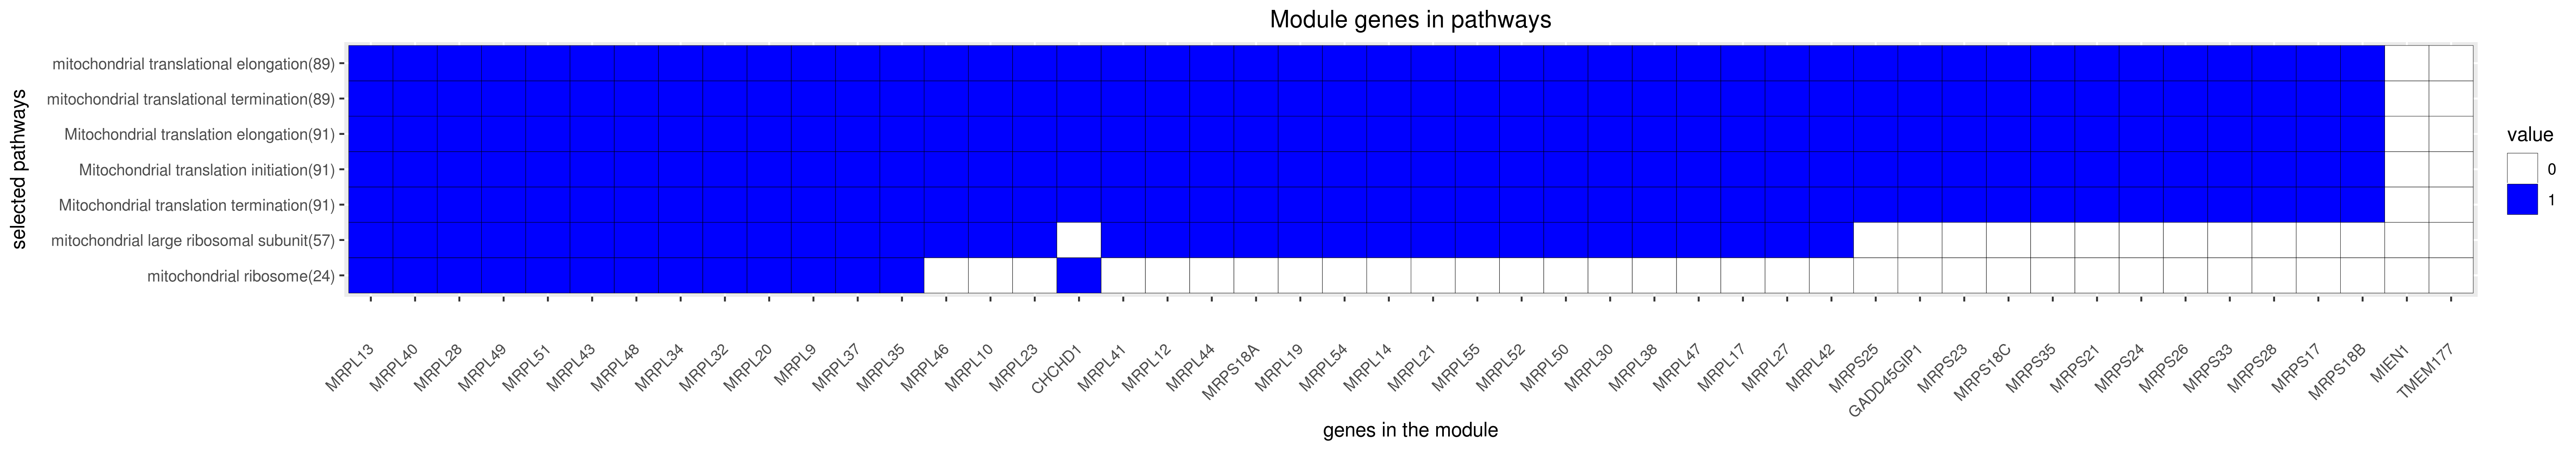 Module genes in pathways
selected pathways
mitochondrial translational elongation(89)
mitochondrial translational termination(89)
Mitochondrial translation elongation(91)
Mitochondrial translation initiation(91)
Mitochondrial translation termination(91)
mitochondrial large ribosomal subunit(57)
mitochondrial ribosome(24)
value
0
1
MRPL13
MRPL40
MRPL28
MRPL49
MRPL51
MRPL43
MRPL48
MRPL34
MRPL32
MRPL20
MRPL9
MRPL37
MRPL35
MRPL46
MRPL10
MRPL23
CHCHD1
MRPL41
MRPL12
MRPL44
MRPS18A
MRPL19
MRPL54
MRPL14
MRPL21
MRPL55
MRPL52
MRPL50
MRPL30
MRPL38
MRPL47
MRPL17
MRPL27
MRPL42
MRPS25
GADD45GIP1
MRPS23
MRPS18C
MRPS35
MRPS21
MRPS24
MRPS26
MRPS33
MRPS28
MRPS17
MRPS18B
MIEN1
TMEM177
genes in the module